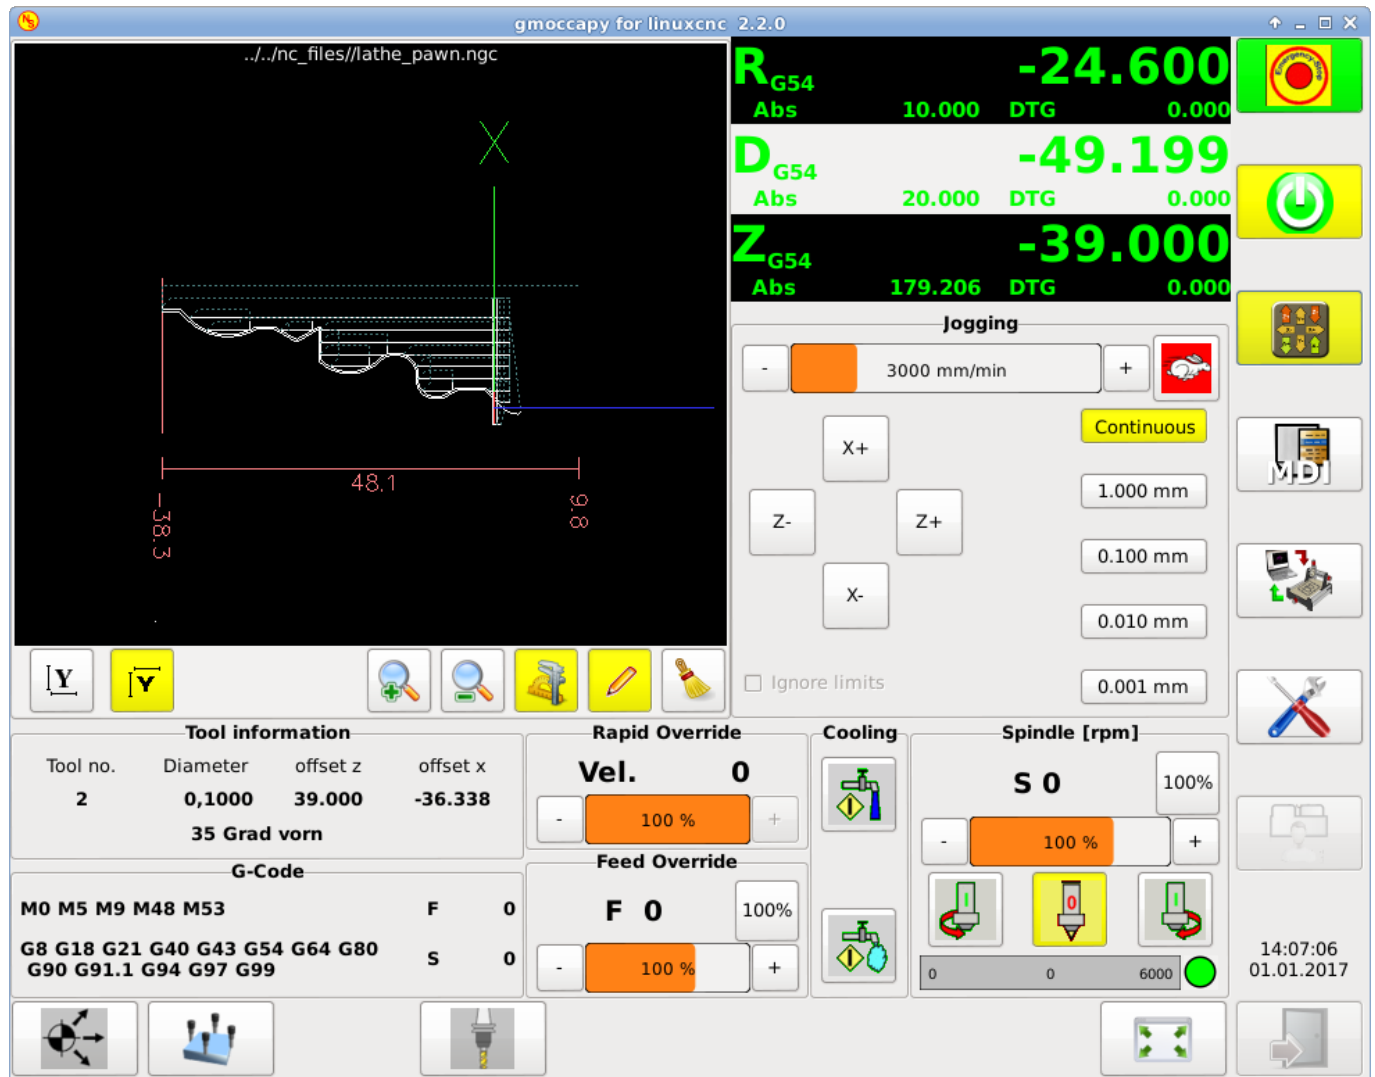 gmoccapy for linuxcnc 2.2.0
../../nc_files//lathe_pawn.ngc
X
48.1
-38.3
9.8
R G54 -24.600
Abs 10.000 DTG 0.000
D G54 -49.199
Abs 20.000 DTG 0.000
Z G54 -39.000
Abs 179.206 DTG 0.000
Emergency-Stop
Jogging
- 3000 mm/min +
Continuous
X+
1.000 mm
Z- Z+
0.100 mm
X-
0.010 mm
Ignore limits
0.001 mm
MDI
Y Y
Tool information
Tool no. Diameter offset z offset x
2 0,1000 39.000 -36.338
35 Grad vorn
G-Code
M0 M5 M9 M48 M53 F 0
G8 G18 G21 G40 G43 G54 G64 G80 S 0
G90 G91.1 G94 G97 G99
Rapid Override
Vel. 0
- 100 % +
Feed Override
F 0 100%
- 100 % +
Cooling
I
I
Spindle [rpm]
S 0 100%
- 100 % +
I 0 I
0 0 6000
14:07:06
01.01.2017